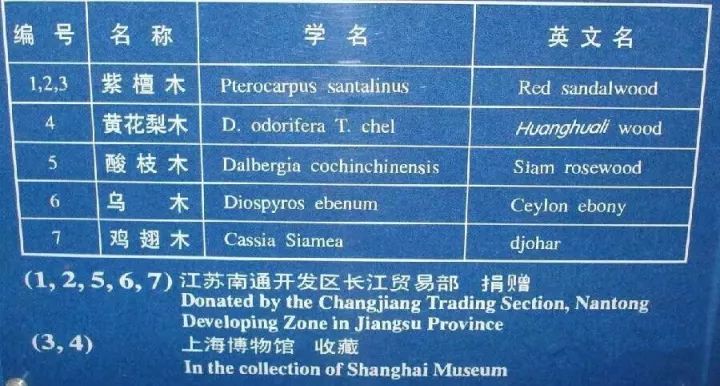 编 号 名 称 学 名 英 文 名
1,2,3 紫 檀 木 Pterocarpus santalinus Red sandalwood
4 黄花梨木 D. odorifera T. chel Huanghuali wood
5 酸 枝 木 Dalbergia cochinchinensis Siam rosewood
6 乌 木 Diospyros ebenum Ceylon ebony
7 鸡 翅 木 Cassia Siamea djohar
(1, 2, 5, 6, 7) 江苏南通开发区长江贸易部 捐赠
Donated by the Changjiang Trading Section, Nantong
Developing Zone in Jiangsu Province
(3, 4) 上海博物馆 收藏
In the collection of Shanghai Museum